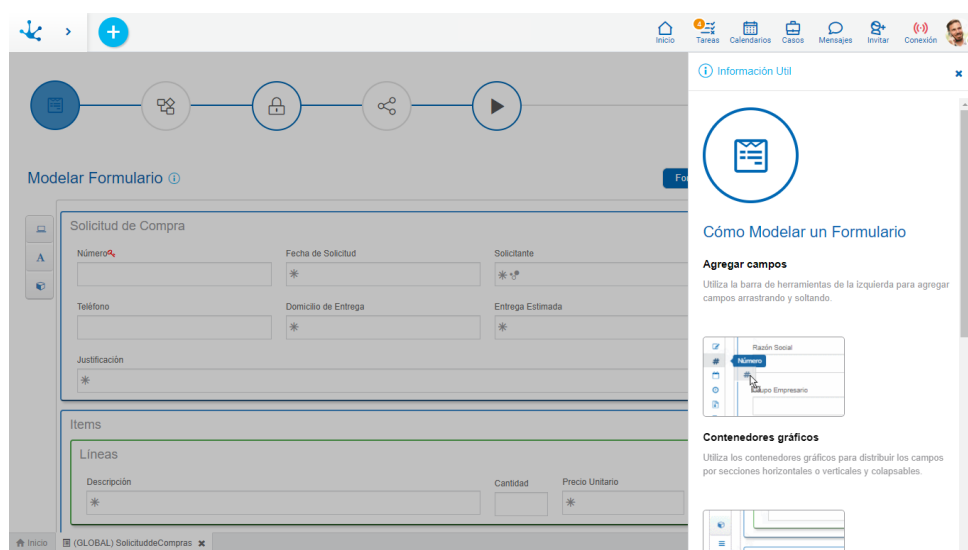 4
Inicio
Tareas
Calendarios
Casos
Mensajes
Invitar
Conexión
Información Util
Modelar Formulario
Solicitud de Compra
Número
Fecha de Solicitud
Solicitante
Teléfono
Domicilio de Entrega
Entrega Estimada
Justificación
Items
Líneas
Descripción
Cantidad
Precio Unitario
Inicio
(GLOBAL) SolicituddeCompras
Cómo Modelar un Formulario
Agregar campos
Utiliza la barra de herramientas de la izquierda para agregar
campos arrastrando y soltando.
Razón Social
Número
Empresario
Contenedores gráficos
Utiliza los contenedores gráficos para distribuir los campos
por secciones horizontales o verticales y colapsables.